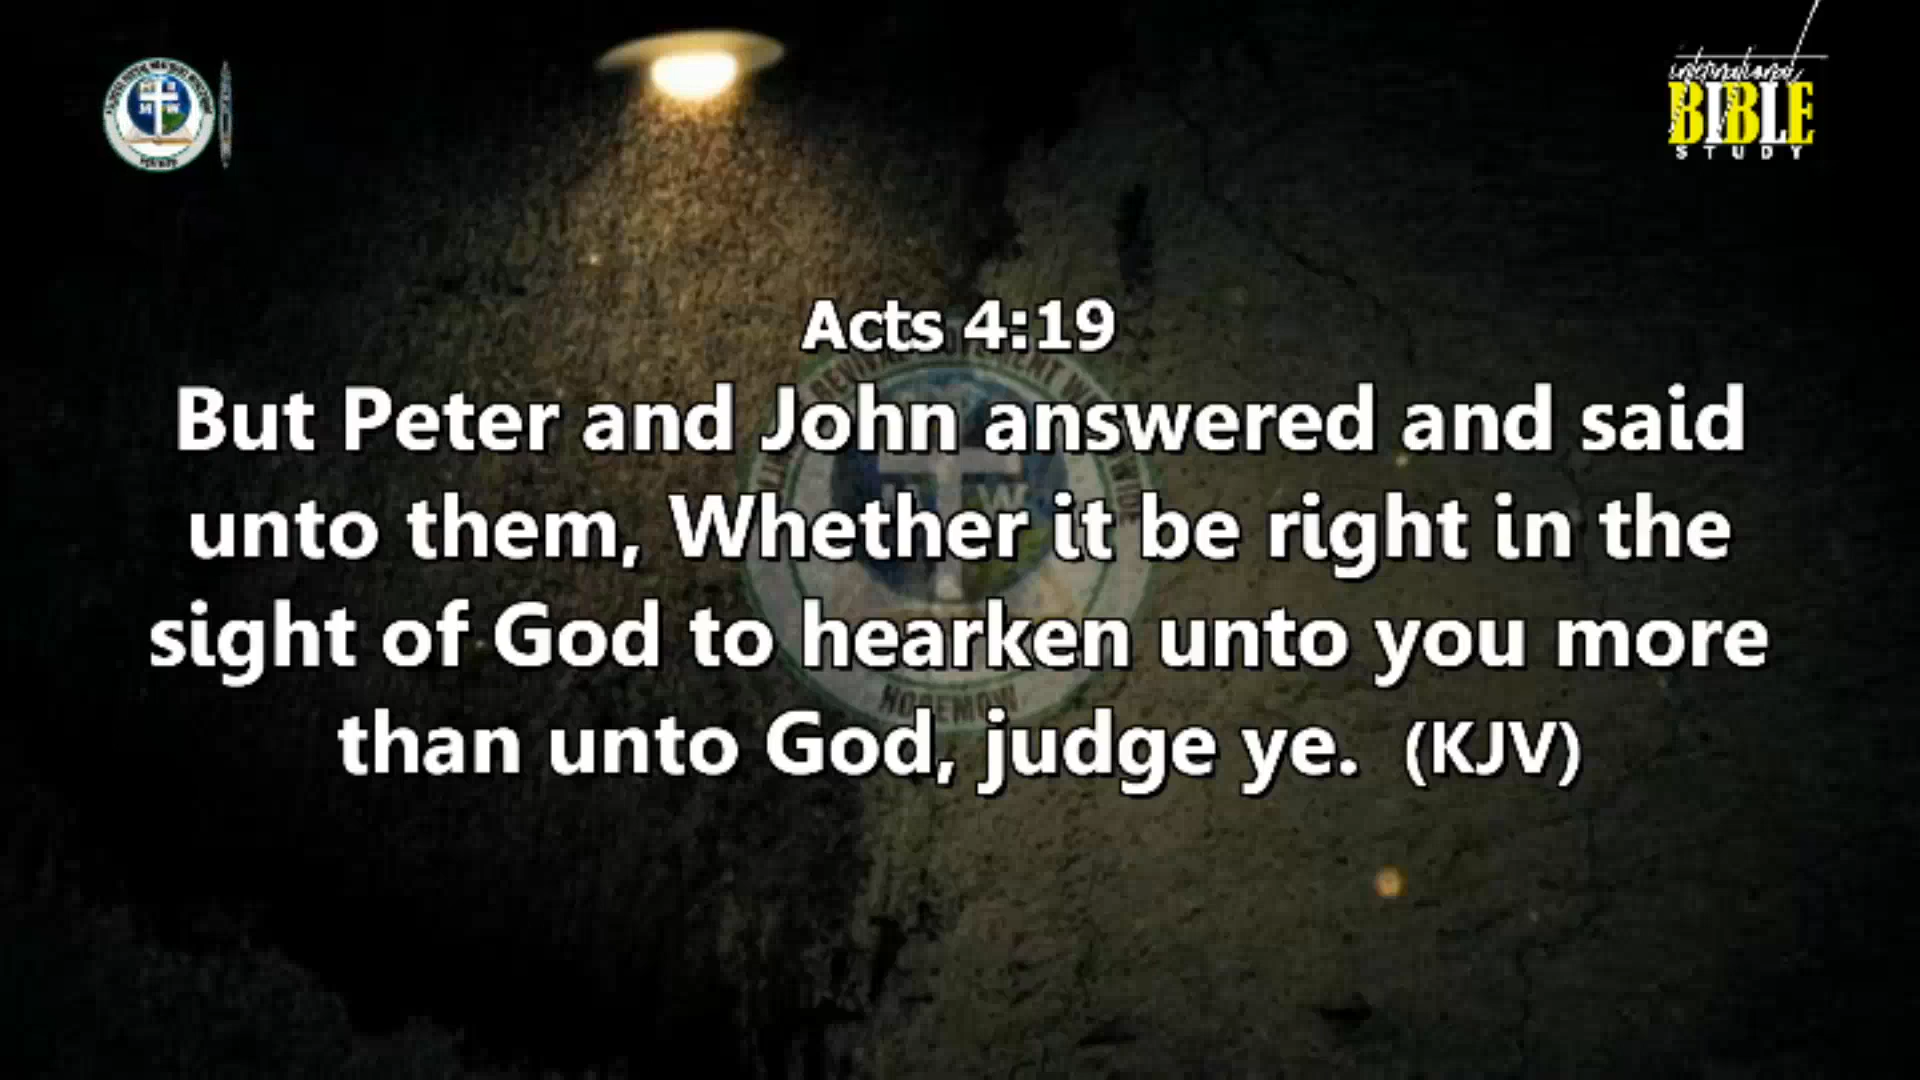 international
BIBLE
STUDY
Acts 4:19
But Peter and John answered and said
unto them, Whether it be right in the
sight of God to hearken unto you more
than unto God, judge ye. (KJV)